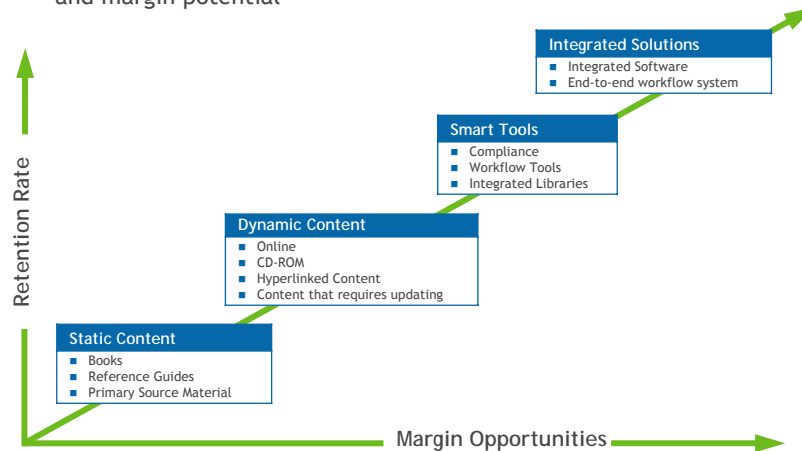 and margin potential
Integrated Solutions
Integrated Software
End-to-end workflow system
Smart Tools
Compliance
Workflow Tools
Integrated Libraries
Dynamic Content
Online
CD-ROM
Hyperlinked Content
Content that requires updating
Static Content
Books
Reference Guides
Primary Source Material
Retention Rate
Margin Opportunities